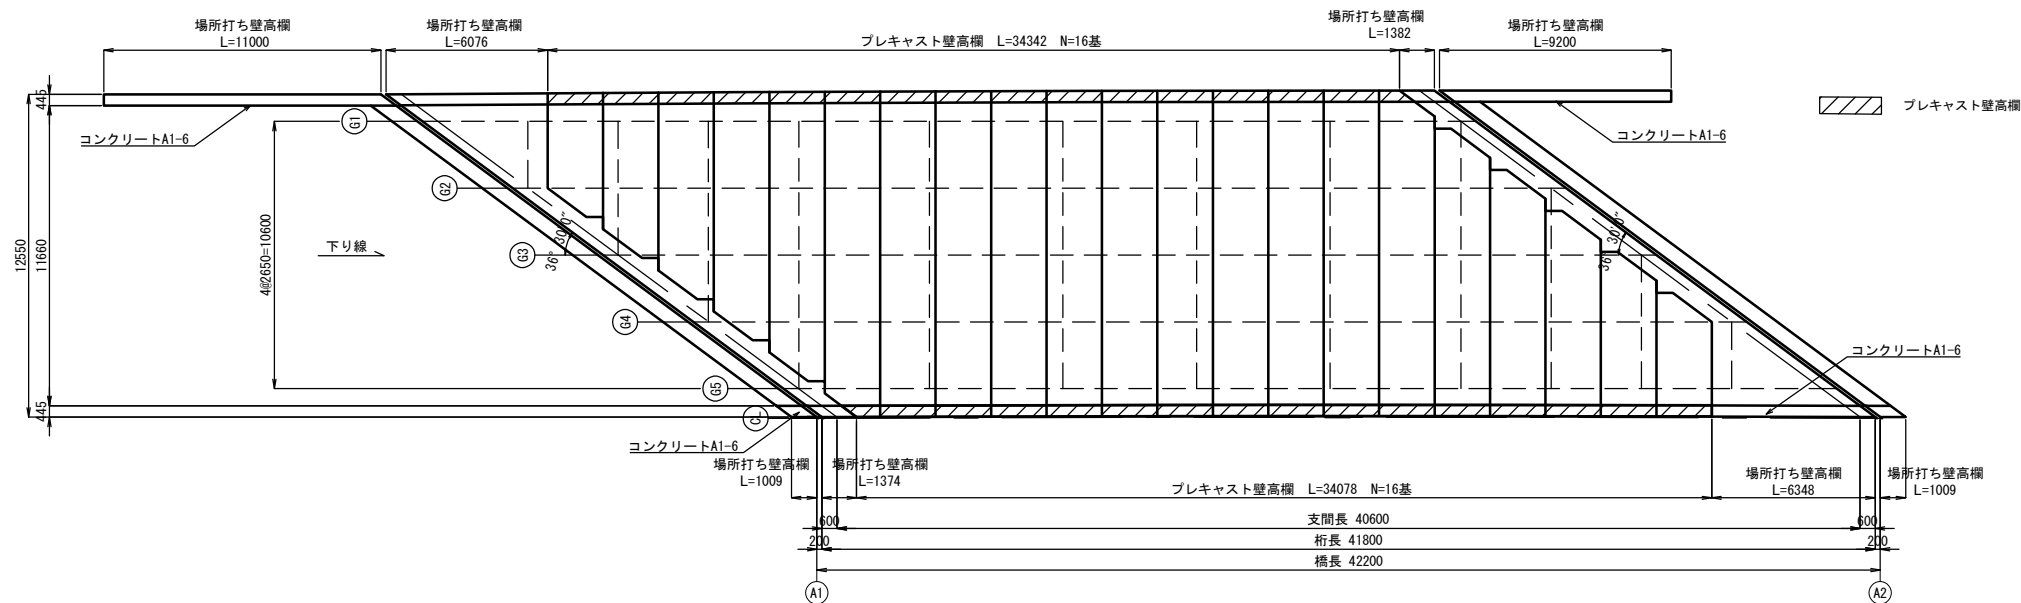 場所打ち壁高欄
L=11000
場所打ち壁高欄
L=6076
プレキャスト壁高欄 L=34342 N=16基
場所打ち壁高欄
L=1382
場所打ち壁高欄
L=9200
プレキャスト壁高欄
コンクリートA1-6
コンクリートA1-6
445
11660
445
12550
4@2650=10600
G1
G2
G3
G4
G5
CL
下り線
36° 30′0″
36° 30′0″
コンクリートA1-6
コンクリートA1-6
場所打ち壁高欄
L=1009
場所打ち壁高欄
L=1374
プレキャスト壁高欄 L=34078 N=16基
場所打ち壁高欄
L=6348
場所打ち壁高欄
L=1009
600
支間長 40600
600
200
桁長 41800
200
橋長 42200
A1
A2